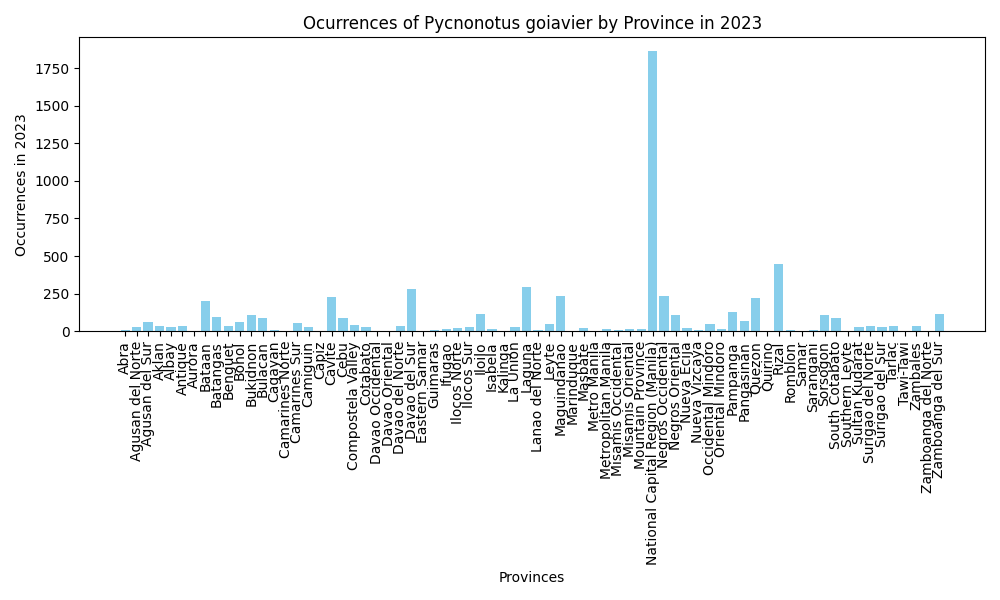 Ocurrences of Pycnonotus goiavier by Province in 2023
Occurrences in 2023
1750
1500
1250
1000
750
500
250
0
Abra
Agusan del Norte
Agusan del Sur
Aklan
Albay
Antique
Aurora
Bataan
Batangas
Benguet
Bohol
Bukidnon
Bulacan
Cagayan
Camarines Norte
Camarines Sur
Camiguin
Capiz
Cavite
Cebu
Compostela Valley
Cotabato
Davao Occidental
Davao Oriental
Davao del Norte
Davao del Sur
Eastern Samar
Guimaras
Ifugao
Ilocos Norte
Ilocos Sur
Iloilo
Isabela
Kalinga
La Union
Laguna
Lanao del Norte
Leyte
Maguindanao
Marinduque
Masbate
Metro Manila
Metropolitan Manila
Misamis Occidental
Misamis Oriental
Mountain Province
National Capital Region (Manila)
Negros Occidental
Negros Oriental
Nueva Ecija
Nueva Vizcaya
Occidental Mindoro
Oriental Mindoro
Pampanga
Pangasinan
Quezon
Quirino
Rizal
Romblon
Samar
Sarangani
Sorsogon
South Cotabato
Southern Leyte
Sultan Kudarat
Surigao del Norte
Surigao del Sur
Tarlac
Tawi-Tawi
Zambales
Zamboanga del Norte
Zamboanga del Sur
Provinces